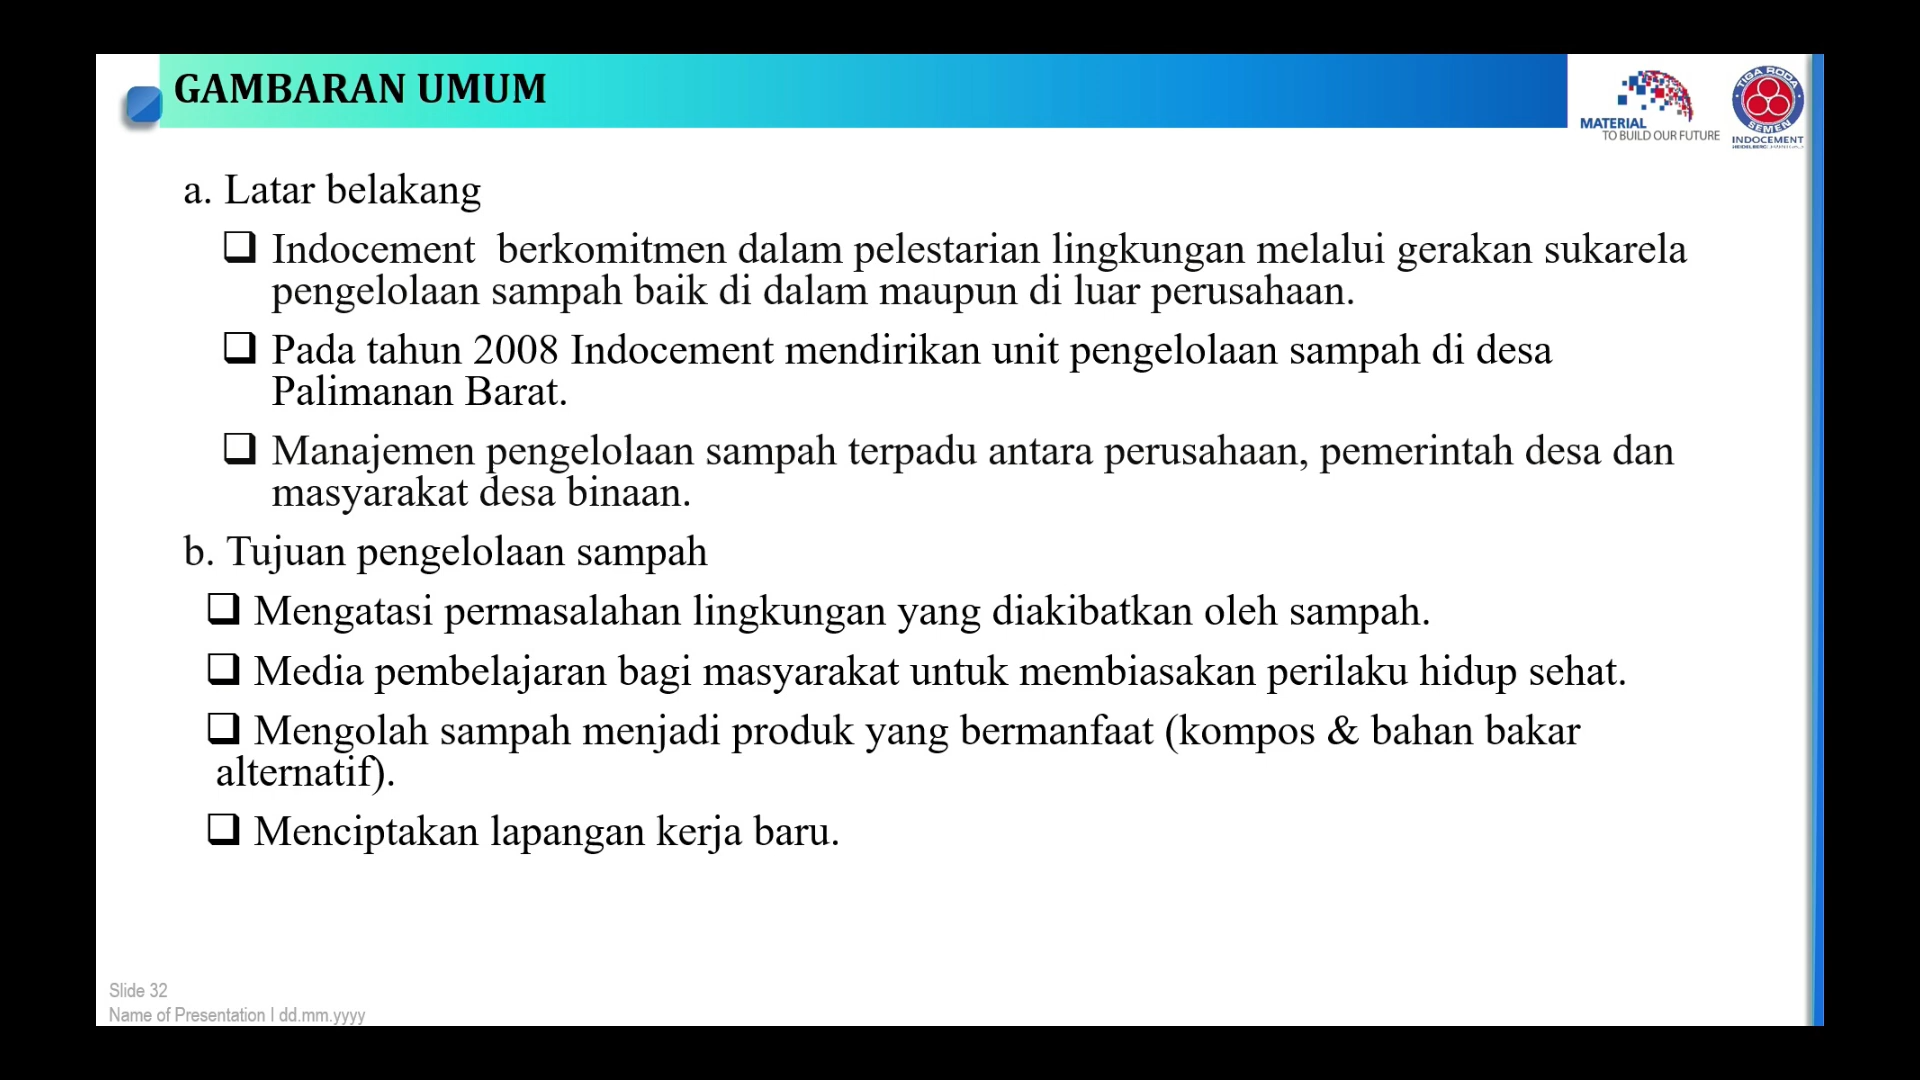 GAMBARAN UMUM
MATERIAL
TO BUILD OUR FUTURE
TIGA RODA
SEMEN
INDOCEMENT
a. Latar belakang
Indocement berkomitmen dalam pelestarian lingkungan melalui gerakan sukarela
pengelolaan sampah baik di dalam maupun di luar perusahaan.
Pada tahun 2008 Indocement mendirikan unit pengelolaan sampah di desa
Palimanan Barat.
Manajemen pengelolaan sampah terpadu antara perusahaan, pemerintah desa dan
masyarakat desa binaan.
b. Tujuan pengelolaan sampah
Mengatasi permasalahan lingkungan yang diakibatkan oleh sampah.
Media pembelajaran bagi masyarakat untuk membiasakan perilaku hidup sehat.
Mengolah sampah menjadi produk yang bermanfaat (kompos & bahan bakar
alternatif).
Menciptakan lapangan kerja baru.
Slide 32
Name of Presentation I dd.mm.yyyy